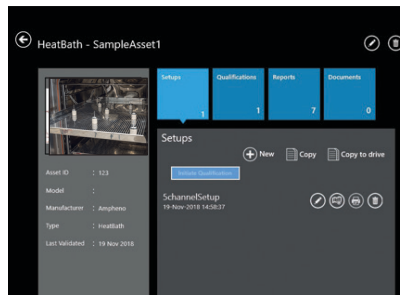 HeatBath - SampleAsset1
Setups
1
Qualifications
1
Reports
7
Documents
0
Setups
New
Copy
Copy to drive
Initiate Qualification
5channelSetup
19-Nov-2018 14:58:37
Asset ID : 123
Model :
Manufacturer : Ampheno
Type : HeatBath
Last Validated : 19 Nov 2018